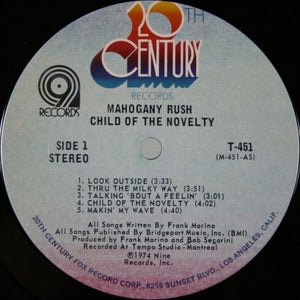 20TH
CENTURY
RECORDS
9
RECORDS
MAHOGANY RUSH
CHILD OF THE NOVELTY
SIDE 1
STEREO
T-451
(M-451-AS)
1. LOOK OUTSIDE (3:33)
2. THRU THE MILKY WAY (3:51)
3. TALKING 'BOUT A FEELIN' (3:51)
4. CHILD OF THE NOVELTY (4:22)
5. MAKIN' MY WAVE (4:40)
All Songs Written By Frank Marino
All Songs Published By Bridgeport Music, Inc. (BMI)
Produced by Frank Marino and Bob Segarini
Recorded At Tempo Studio - Montreal
℗1974 Nine
Records, Inc.
20TH CENTURY FOX RECORD CORP., 8255 SUNSET BLVD., LOS ANGELES, CALIF.